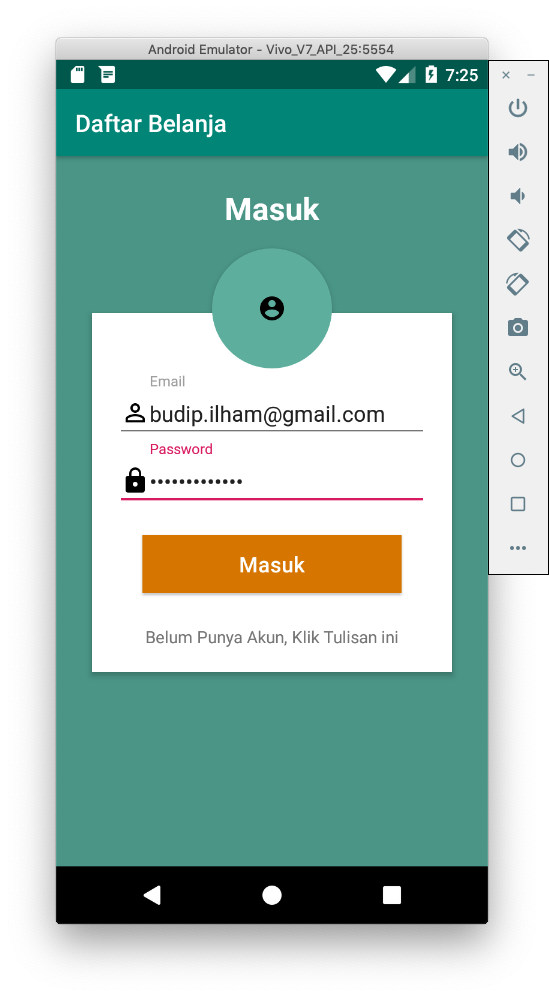 Android Emulator - Vivo_V7_API_25:5554
7:25
Daftar Belanja
Masuk
Email
budip.ilham@gmail.com
Password
•••••••••••••
Masuk
Belum Punya Akun, Klik Tulisan ini